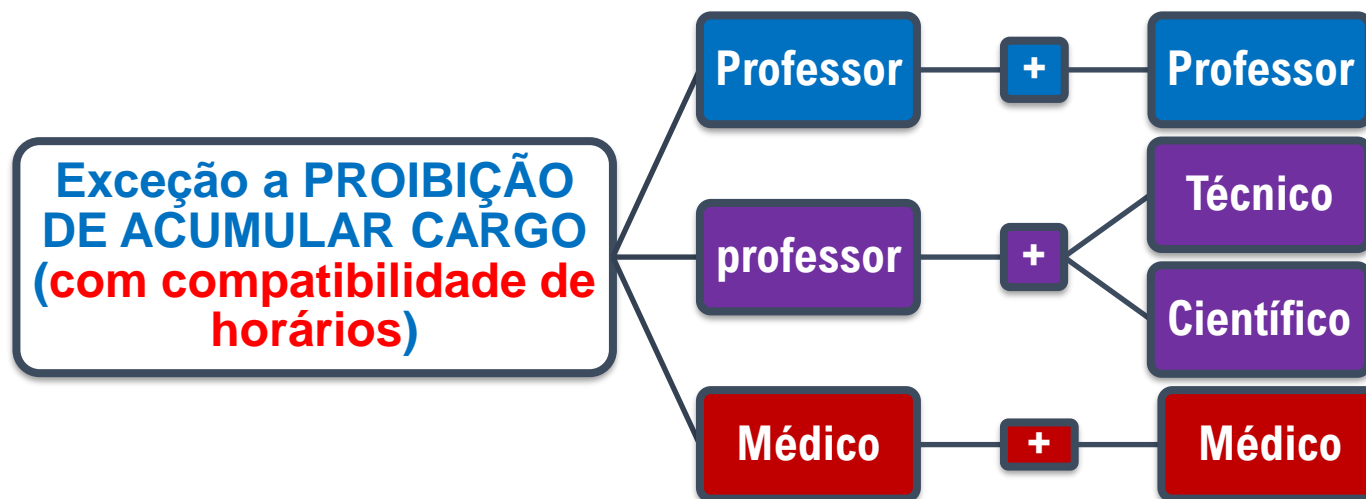 Exceção a PROIBIÇÃO
DE ACUMULAR CARGO
(com compatibilidade de
horários)
Professor
+
Professor
professor
+
Técnico
Científico
Médico
+
Médico